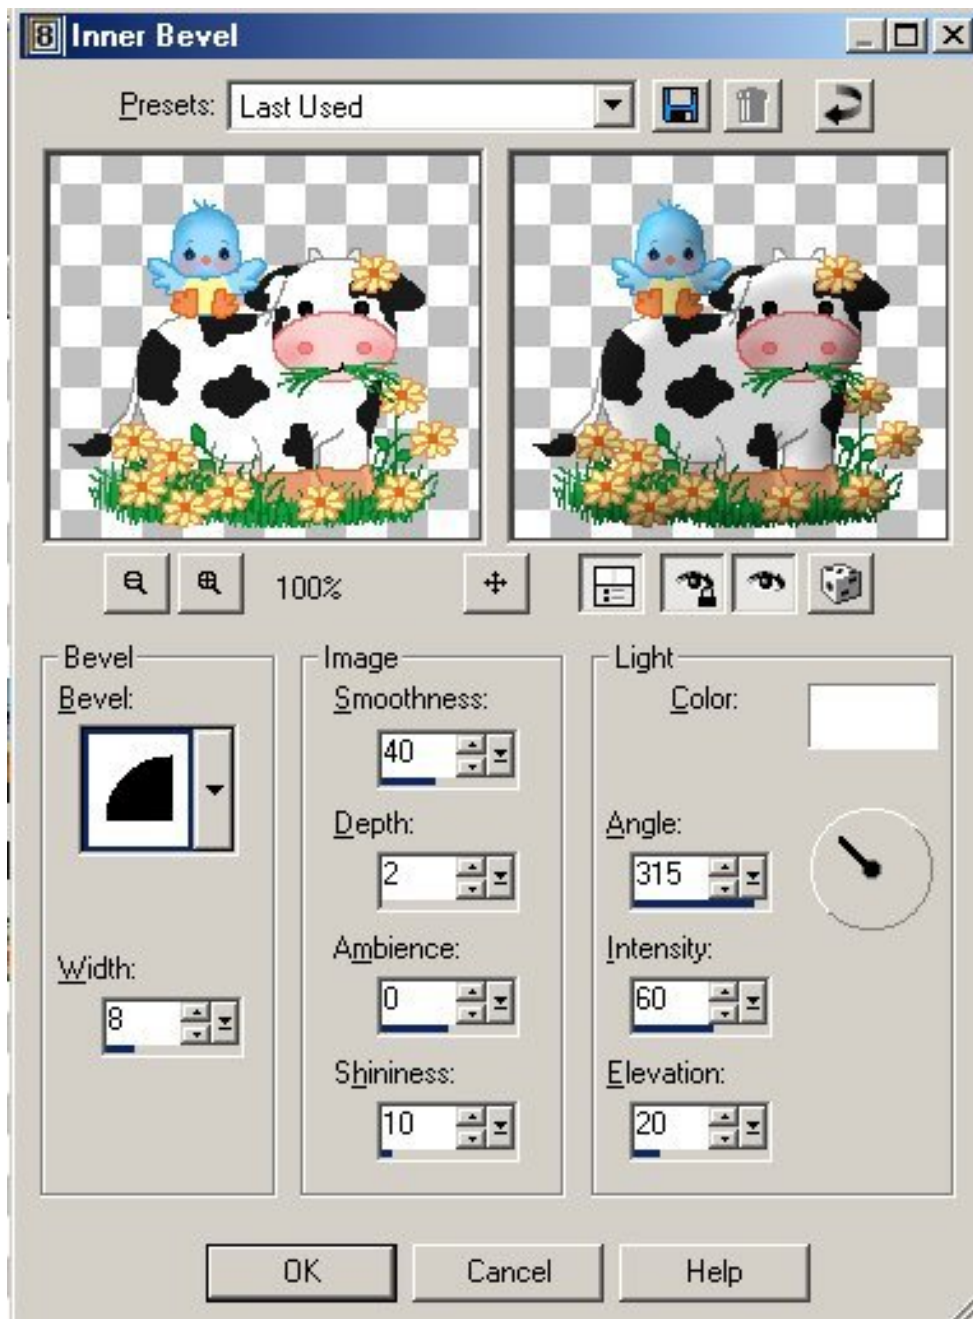 8 Inner Bevel
Presets: Last Used
100%
Bevel Image Light
Bevel: Smoothness: Color:
40
Depth: Angle:
2 315
Width: Ambience: Intensity:
8 0 60
Shininess: Elevation:
10 20
OK Cancel Help